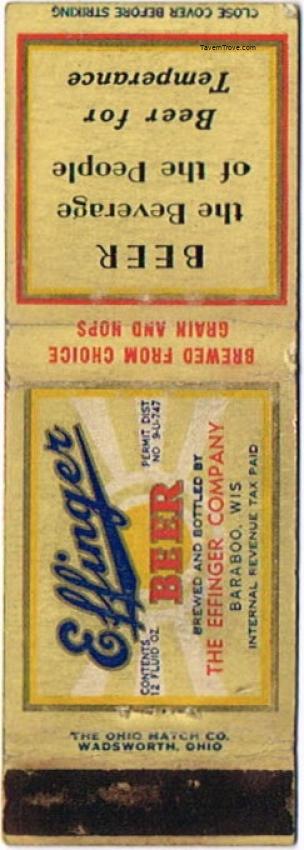 CLOSE COVER BEFORE STRIKING
TavernTrove.com
BEER
the Beverage
of the People
Beer for
Temperance
BREWED FROM CHOICE
GRAIN AND HOPS
Effinger
CONTENTS
12 FLUID OZ.
BEER
PERMIT DIST
NO 9-U-747
BREWED AND BOTTLED BY
THE EFFINGER COMPANY
BARABOO, WIS
INTERNAL REVENUE TAX PAID
THE OHIO MATCH CO.
WADSWORTH, OHIO